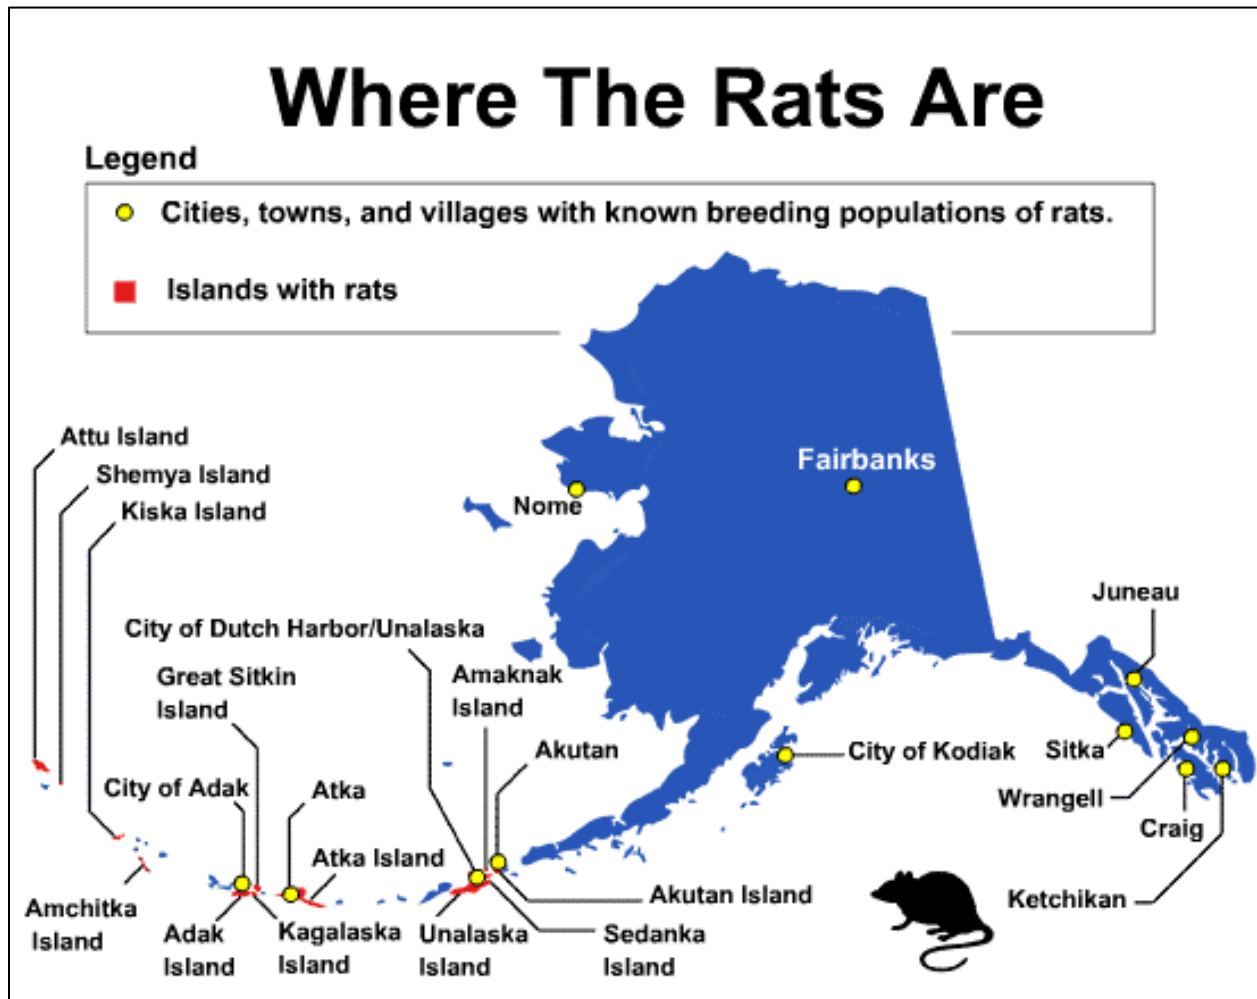 Where The Rats Are
Legend
Cities, towns, and villages with known breeding populations of rats.
Islands with rats
Attu Island
Shemya Island
Kiska Island
Nome
Fairbanks
Juneau
City of Dutch Harbor/Unalaska
Great Sitkin
Island
Amaknak
Island
Akutan
City of Kodiak
Sitka
City of Adak
Atka
Wrangell
Craig
Atka Island
Akutan Island
Ketchikan
Amchitka
Island
Adak
Island
Kagalaska
Island
Unalaska
Island
Sedanka
Island